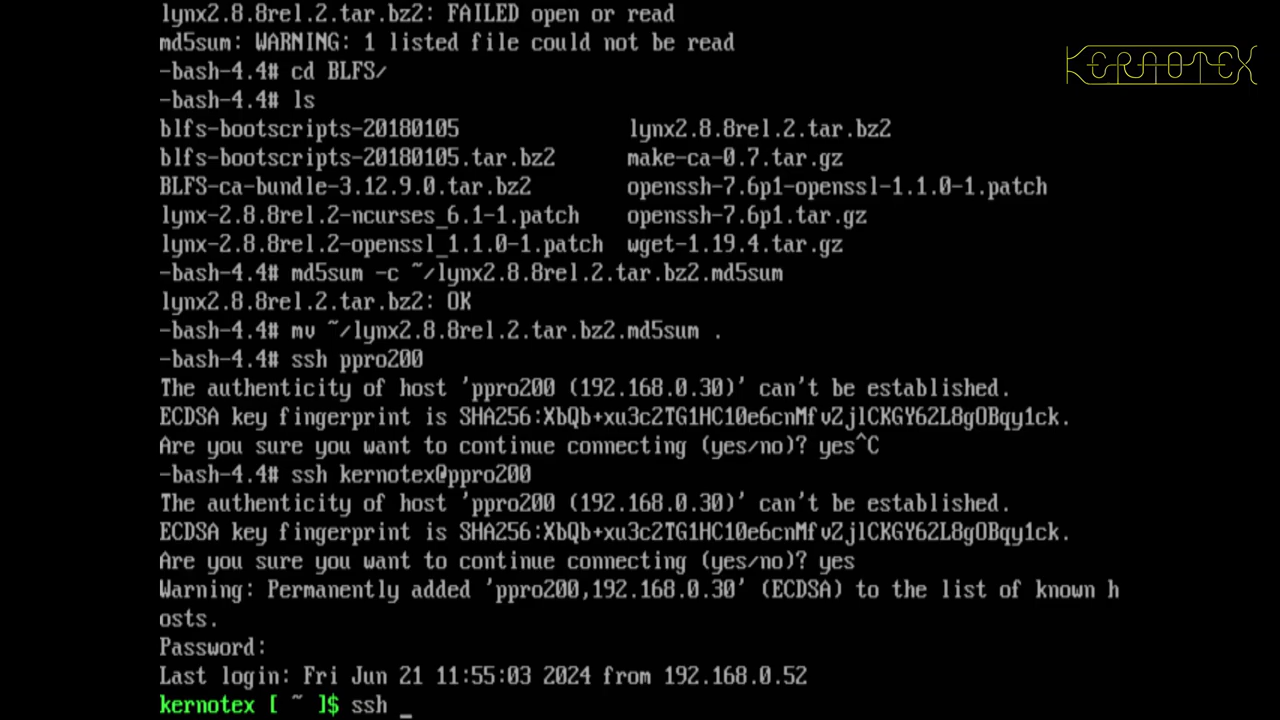 lynx2.8.8rel.2.tar.bz2: FAILED open or read
md5sum: WARNING: 1 listed file could not be read
KERNOTEX
-bash-4.4# cd BLFS/
-bash-4.4# ls
blfs-bootscripts-20180105 lynx2.8.8rel.2.tar.bz2
blfs-bootscripts-20180105.tar.bz2 make-ca-0.7.tar.gz
BLFS-ca-bundle-3.12.9.0.tar.bz2 openssh-7.6p1-openssl-1.1.0-1.patch
lynx-2.8.8rel.2-ncurses_6.1-1.patch openssh-7.6p1.tar.gz
lynx-2.8.8rel.2-openssl_1.1.0-1.patch wget-1.19.4.tar.gz
-bash-4.4# md5sum -c ~/lynx2.8.8rel.2.tar.bz2.md5sum
lynx2.8.8rel.2.tar.bz2: OK
-bash-4.4# mv ~/lynx2.8.8rel.2.tar.bz2.md5sum .
-bash-4.4# ssh ppro200
The authenticity of host 'ppro200 (192.168.0.30)' can't be established.
ECDSA key fingerprint is SHA256:XbQb+xu3c2TG1HC10e6cnMfvZjlCKGY62L8gOBqy1ck.
Are you sure you want to continue connecting (yes/no)? yes^C
-bash-4.4# ssh kernotex@ppro200
The authenticity of host 'ppro200 (192.168.0.30)' can't be established.
ECDSA key fingerprint is SHA256:XbQb+xu3c2TG1HC10e6cnMfvZjlCKGY62L8gOBqy1ck.
Are you sure you want to continue connecting (yes/no)? yes
Warning: Permanently added 'ppro200,192.168.0.30' (ECDSA) to the list of known h
osts.
Password:
Last login: Fri Jun 21 11:55:03 2024 from 192.168.0.52
kernotex [ ~ ]$ ssh _